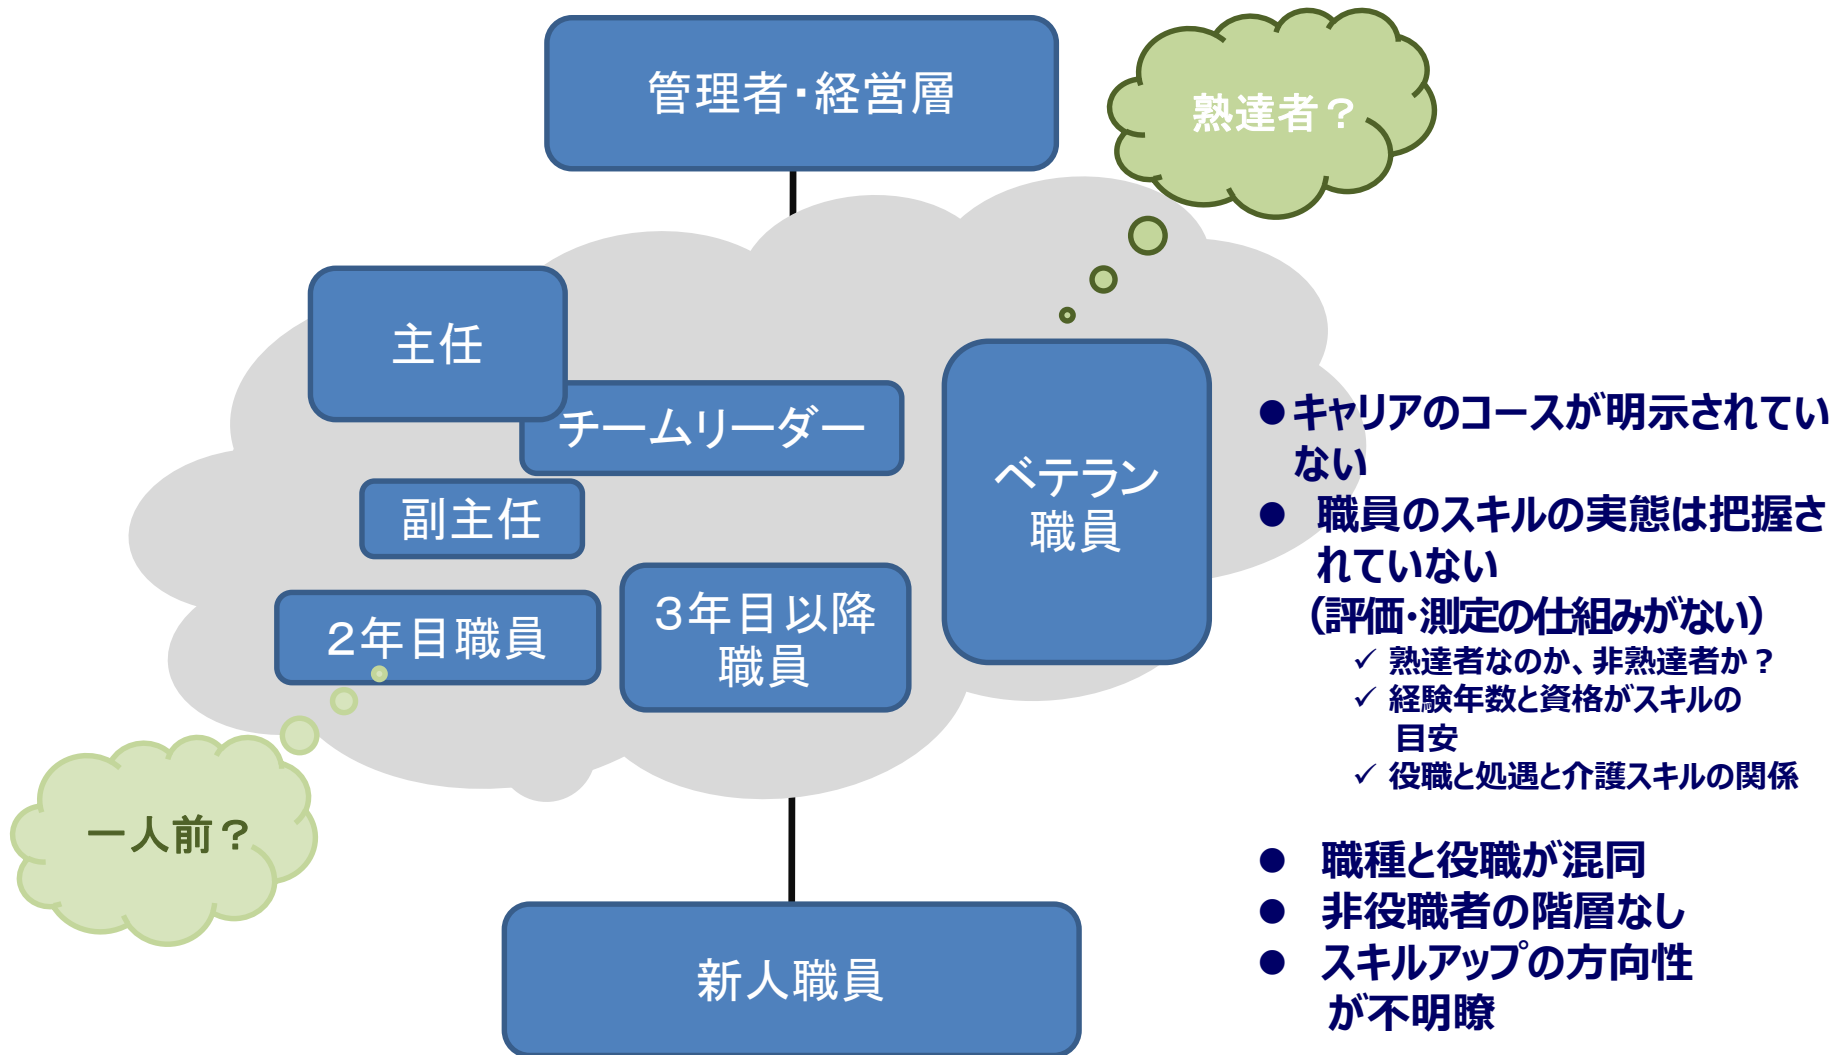 管理者・経営層
熟達者？
主任
チームリーダー
ベテラン
職員
副主任
２年目職員
３年目以降
職員
一人前？
新人職員
● キャリアのコースが明示されてい
ない
● 職員のスキルの実態は把握さ
れていない
（評価・測定の仕組みがない）
✓ 熟達者なのか、非熟達者か？
✓ 経験年数と資格がスキルの
目安
✓ 役職と処遇と介護スキルの関係
● 職種と役職が混同
● 非役職者の階層なし
● スキルアップの方向性
が不明瞭